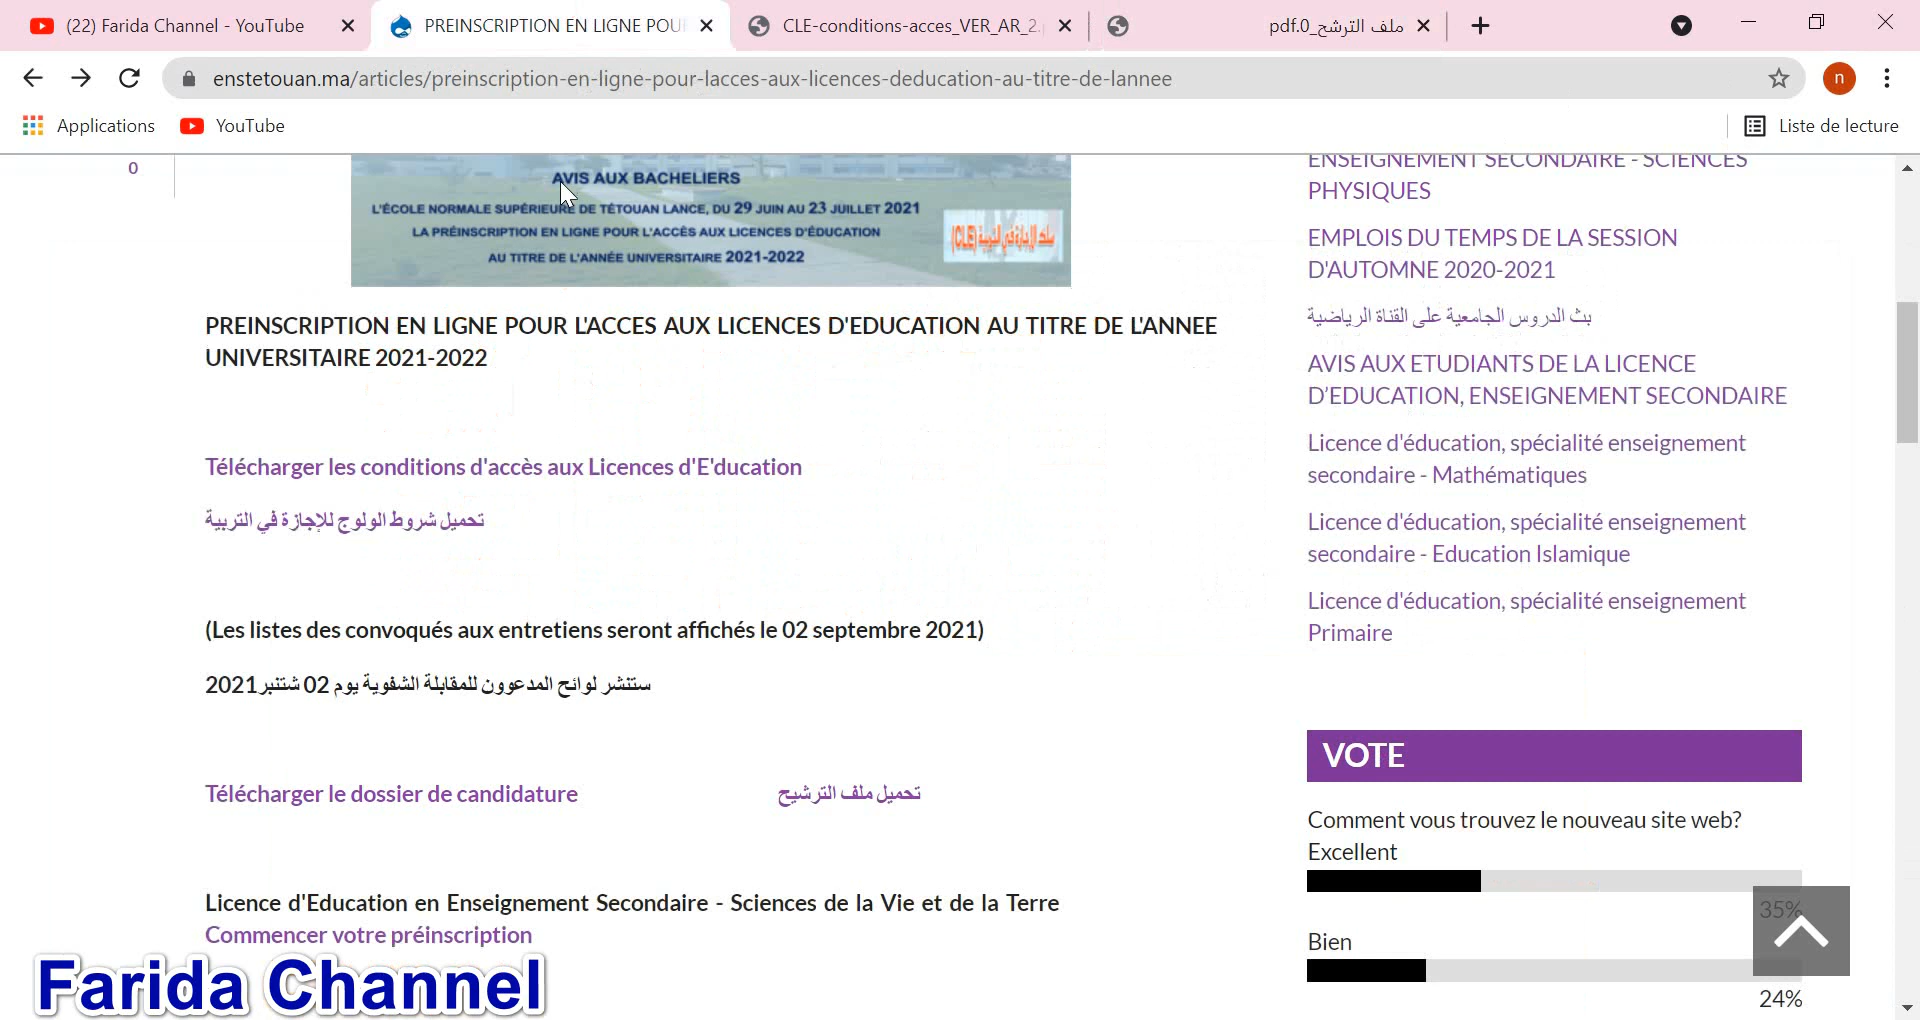 (22) Farida Channel - YouTube
PREINSCRIPTION EN LIGNE POU
CLE-conditions-acces_VER_AR_2.
ملف الترشح_0.pdf
enstetouan.ma/articles/preinscription-en-ligne-pour-lacces-aux-licences-deducation-au-titre-de-lannee
n
Applications
YouTube
Liste de lecture
0
AVIS AUX BACHELIERS
L'ÉCOLE NORMALE SUPÉRIEURE DE TÉTOUAN LANCE, DU 29 JUIN AU 23 JUILLET 2021
LA PRÉINSCRIPTION EN LIGNE POUR L'ACCÈS AUX LICENCES D'ÉDUCATION
AU TITRE DE L'ANNÉE UNIVERSITAIRE 2021-2022
سلك الإجازة في التربية (CLE)
PREINSCRIPTION EN LIGNE POUR L'ACCES AUX LICENCES D'EDUCATION AU TITRE DE L'ANNEE
UNIVERSITAIRE 2021-2022
Télécharger les conditions d'accès aux Licences d'E'ducation
تحميل شروط الولوج للإجازة في التربية
(Les listes des convoqués aux entretiens seront affichés le 02 septembre 2021)
ستنشر لوائح المدعوون للمقابلة الشفوية يوم 02 شتنبر2021
Télécharger le dossier de candidature
تحميل ملف الترشيح
Licence d'Education en Enseignement Secondaire - Sciences de la Vie et de la Terre
Commencer votre préinscription
Farida Channel
ENSEIGNEMENT SECONDAIRE - SCIENCES
PHYSIQUES
EMPLOIS DU TEMPS DE LA SESSION
D'AUTOMNE 2020-2021
بث الدروس الجامعية على القناة الرياضية
AVIS AUX ETUDIANTS DE LA LICENCE
D’EDUCATION, ENSEIGNEMENT SECONDAIRE
Licence d'éducation, spécialité enseignement
secondaire - Mathématiques
Licence d'éducation, spécialité enseignement
secondaire - Education Islamique
Licence d'éducation, spécialité enseignement
Primaire
VOTE
Comment vous trouvez le nouveau site web?
Excellent
35%
Bien
24%